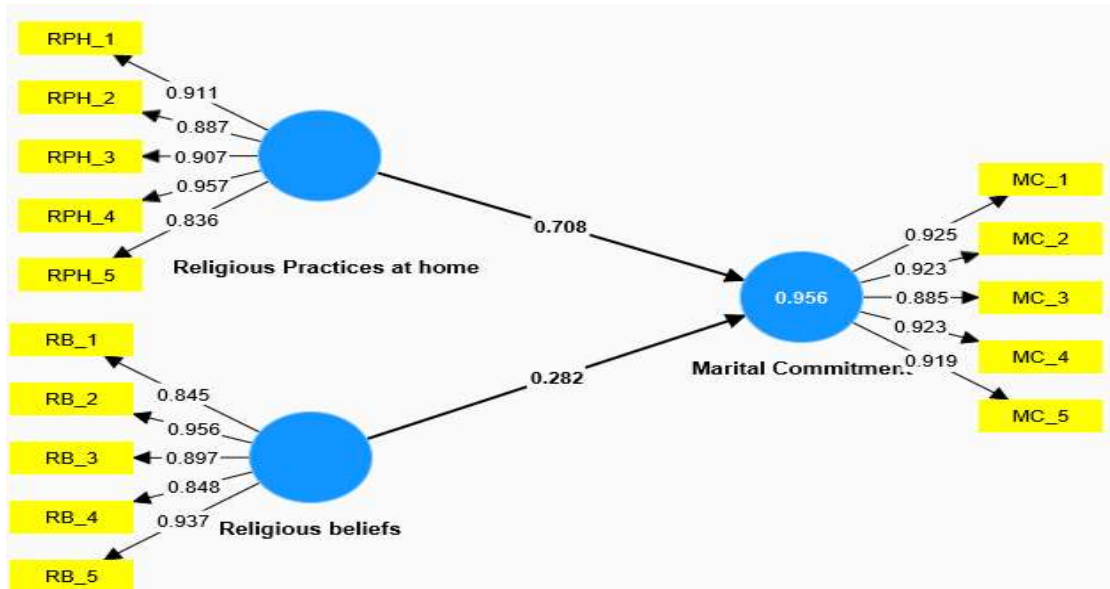 RPH_1
0.911
RPH_2
0.887
RPH_3
0.907
RPH_4
0.957
RPH_5
0.836
Religious Practices at home
0.708
RB_1
0.845
RB_2
0.956
RB_3
0.897
RB_4
0.848
RB_5
0.937
Religious beliefs
0.282
0.956
Marital Commitment
MC_1
0.925
MC_2
0.923
MC_3
0.885
MC_4
0.923
MC_5
0.919